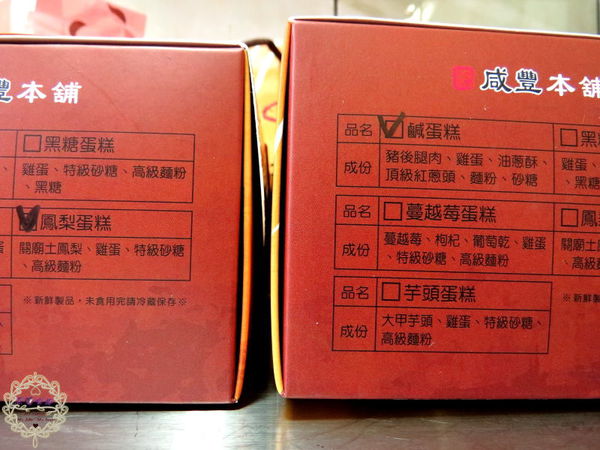 豐本舖
黑糖蛋糕
雞蛋、特級砂糖、高級麵粉
、黑糖
鳳梨蛋糕
關廟土鳳梨、雞蛋、特級砂糖
、高級麵粉
※新鮮製品，未食用完請冷藏保存※
咸豐本舖
品名 鹹蛋糕
成份 豬後腿肉、雞蛋、油蔥酥、
頂級紅蔥頭、麵粉、砂糖
品名 蔓越莓蛋糕
成份 蔓越莓、枸杞、葡萄乾、雞蛋
、特級砂糖、高級麵粉
品名 芋頭蛋糕
成份 大甲芋頭、雞蛋、特級砂糖、
高級麵粉
黑
雞蛋、
、黑糖
鳳
關廟土
、高級麵
※新鮮製